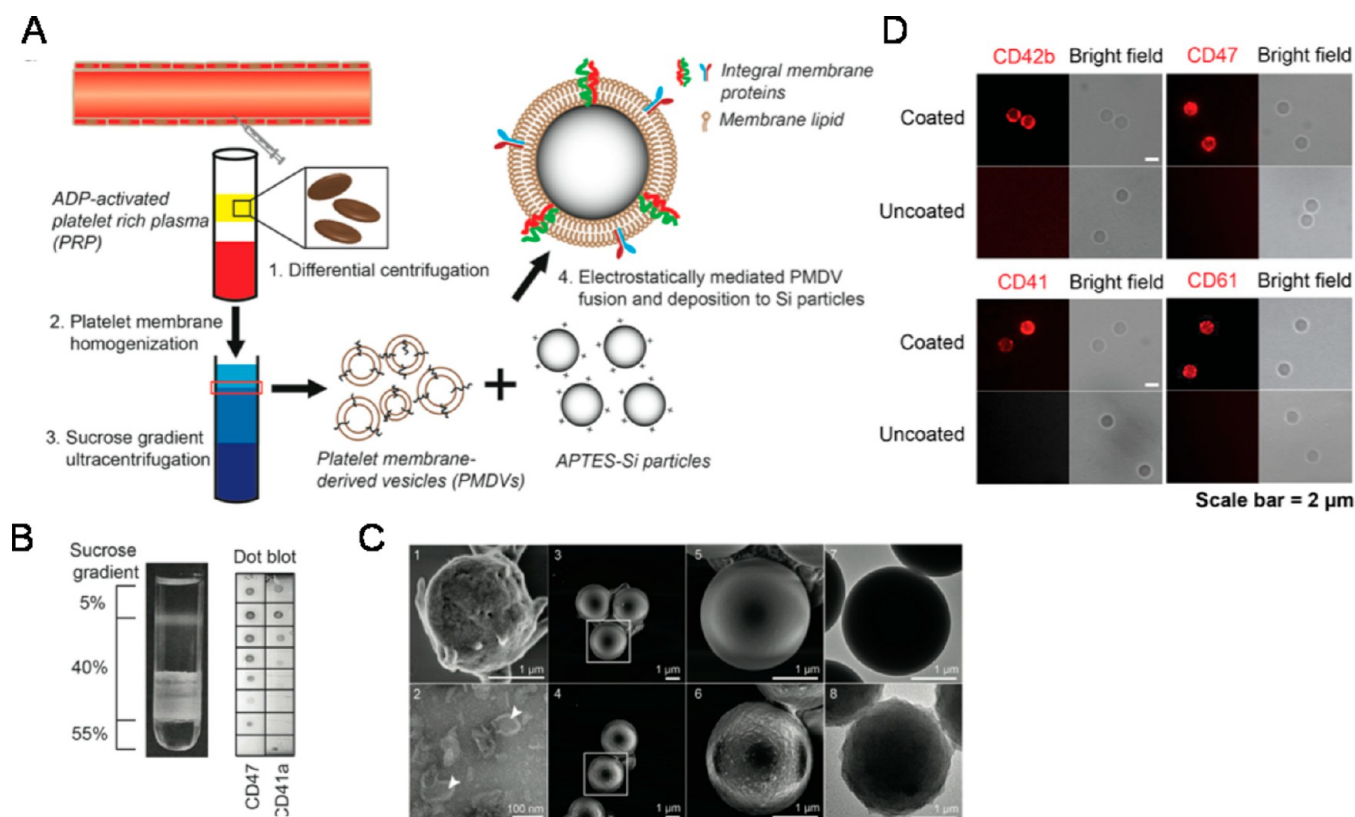 A
ADP-activated
platelet rich plasma
(PRP)
1. Differential centrifugation
2. Platelet membrane
homogenization
3. Sucrose gradient
ultracentrifugation
Platelet membrane-
derived vesicles (PMDVs)
APTES-Si particles
4. Electrostatically mediated PMDV
fusion and deposition to Si particles
Integral membrane
proteins
Membrane lipid
B
Sucrose
gradient
5%
40%
55%
Dot blot
CD47
CD41a
C
1
1 µm
3
1 µm
5
1 µm
7
1 µm
2
100 nm
4
1 µm
6
1 µm
8
1 µm
D
CD42b Bright field CD47 Bright field
Coated
Uncoated
CD41 Bright field CD61 Bright field
Coated
Uncoated
Scale bar = 2 µm